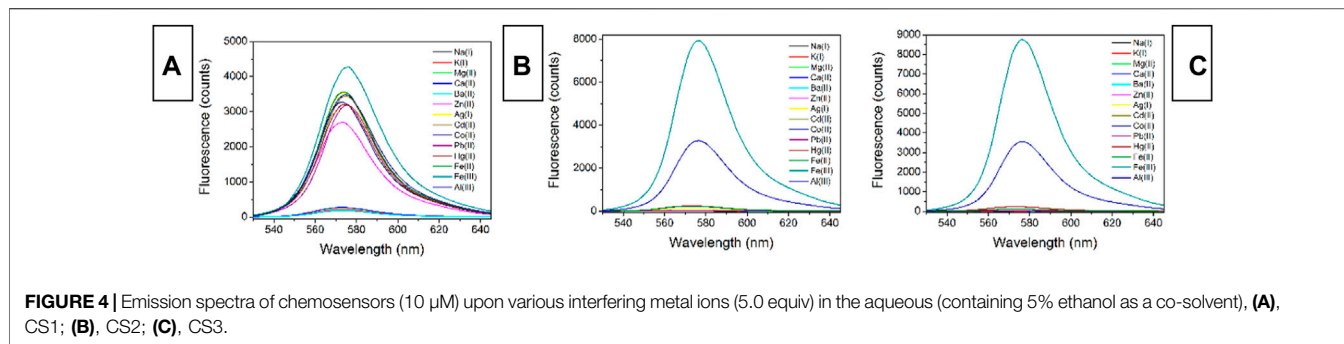 A
Fluorescence (counts)
5000
4000
3000
2000
1000
0
540 560 580 600 620 640
Wavelength (nm)
Na(I)
K(I)
Mg(II)
Ca(II)
Ba(II)
Zn(II)
Ag(I)
Cd(II)
Co(II)
Pb(II)
Hg(II)
Fe(II)
Fe(III)
Al(III)
B
Fluorescence (counts)
8000
6000
4000
2000
0
540 560 580 600 620 640
Wavelength (nm)
Na(I)
K(I)
Mg(II)
Ca(II)
Ba(II)
Zn(II)
Ag(I)
Cd(II)
Co(II)
Pb(II)
Hg(II)
Fe(II)
Fe(III)
Al(III)
C
Fluorescence (counts)
9000
8000
7000
6000
5000
4000
3000
2000
1000
0
540 560 580 600 620 640
Wavelength (nm)
Na(I)
K(I)
Mg(II)
Ca(II)
Ba(II)
Zn(II)
Ag(I)
Cd(II)
Co(II)
Pb(II)
Hg(II)
Fe(II)
Fe(III)
Al(III)
FIGURE 4 | Emission spectra of chemosensors (10 µM) upon various interfering metal ions (5.0 equiv) in the aqueous (containing 5% ethanol as a co-solvent), (A),
CS1; (B), CS2; (C), CS3.